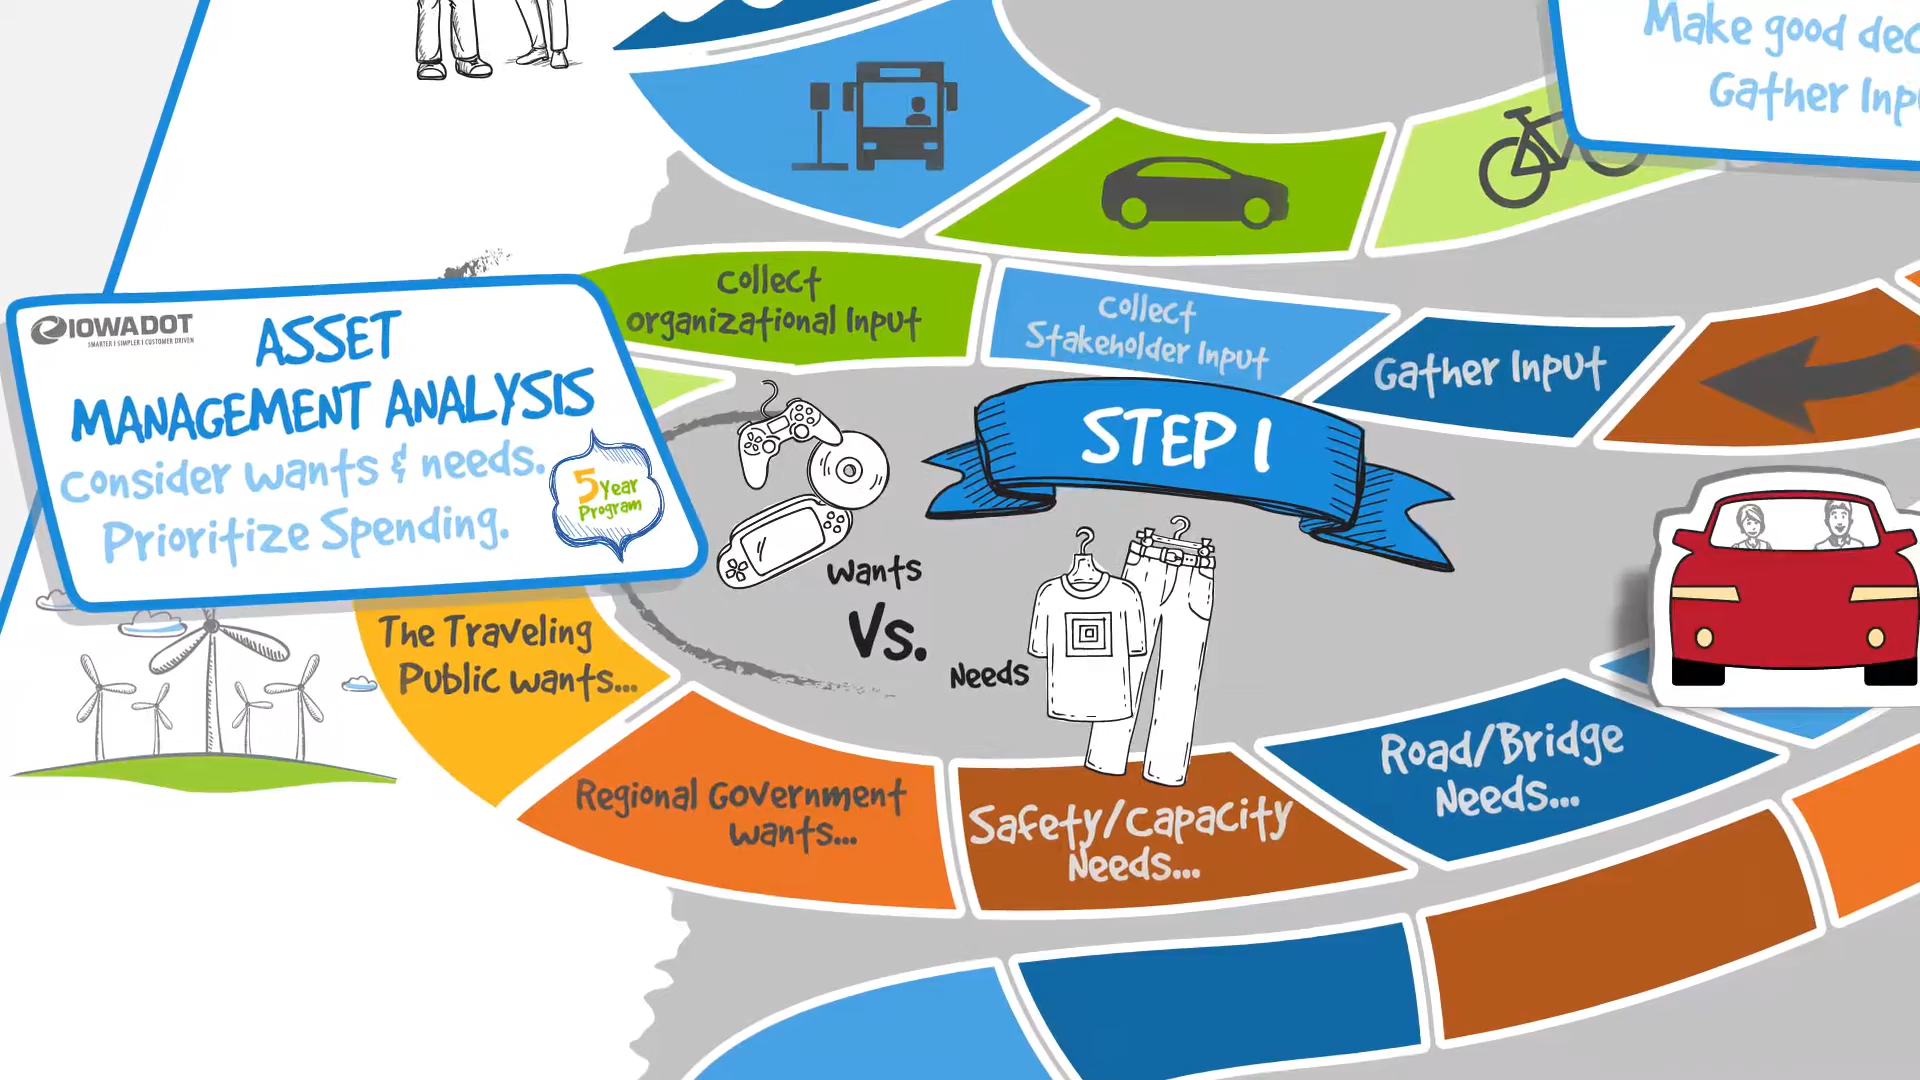 Make good
Gather
Collect
Organizational Input
Collect
Stakeholder Input
Gather Input
IOWADOT
SMARTER | SIMPLER | CUSTOMER DRIVEN
ASSET
MANAGEMENT ANALYSIS
Consider wants & needs.
Prioritize Spending.
5 Year
Program
STEP 1
Wants
Vs.
Needs
The Traveling
Public wants...
Regional Government
wants...
Safety/Capacity
Needs...
Road/Bridge
Needs...